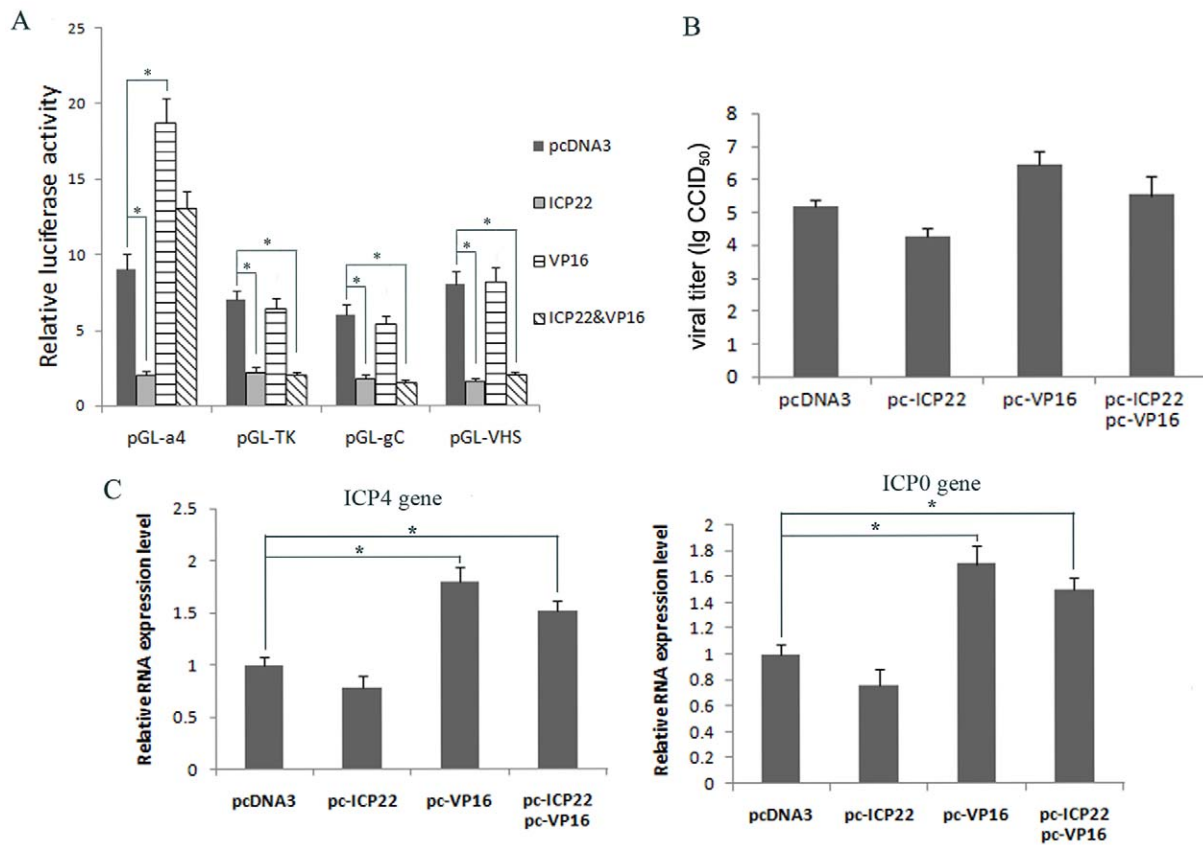 A
Relative luciferase activity
25
20
15
10
5
0
*
*
*
*
*
*
*
*
pGL-a4
pGL-TK
pGL-gC
pGL-VHS
pcDNA3
ICP22
VP16
ICP22&VP16
B
viral titer (lg CCID50)
8
7
6
5
4
3
2
1
0
pcDNA3
pc-ICP22
pc-VP16
pc-ICP22
pc-VP16
C
ICP4 gene
Relative RNA expression level
2.5
2
1.5
1
0.5
0
*
*
pcDNA3
pc-ICP22
pc-VP16
pc-ICP22
pc-VP16
ICP0 gene
Relative RNA expression level
2
1.8
1.6
1.4
1.2
1
0.8
0.6
0.4
0.2
0
*
*
pcDNA3
pc-ICP22
pc-VP16
pc-ICP22
pc-VP16